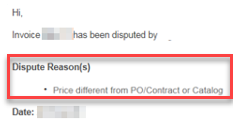 Hi,
Invoice has been disputed by
Dispute Reason(s)
• Price different from PO/Contract or Catalog
Date: